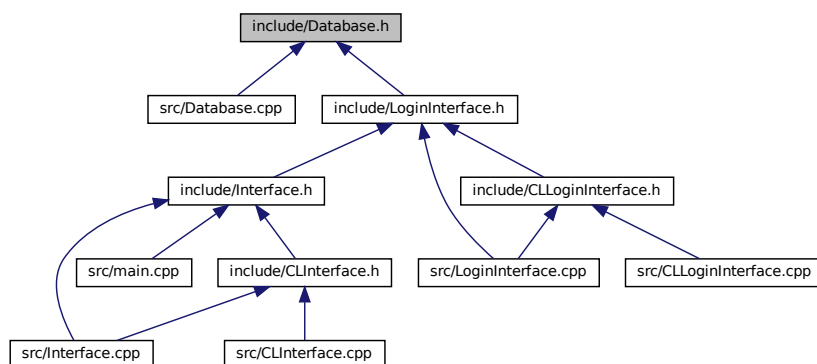 include/Database.h
src/Database.cpp
include/LoginInterface.h
include/Interface.h
include/CLLoginInterface.h
src/main.cpp
include/CLInterface.h
src/LoginInterface.cpp
src/CLLoginInterface.cpp
src/Interface.cpp
src/CLInterface.cpp